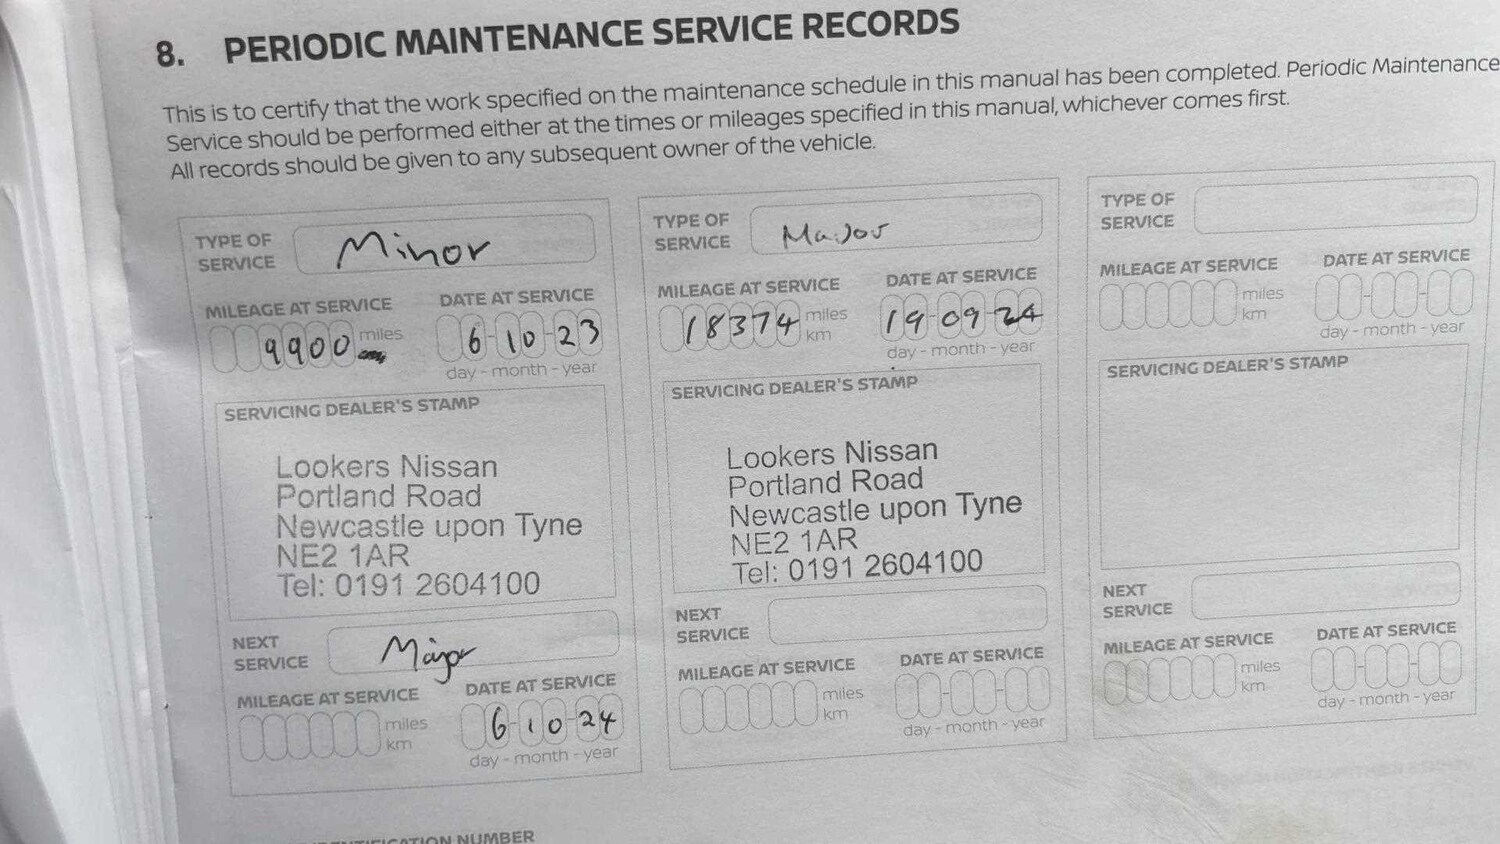 8. PERIODIC MAINTENANCE SERVICE RECORDS
This is to certify that the work specified on the maintenance schedule in this manual has been completed. Periodic Maintenance
Service should be performed either at the times or mileages specified in this manual, whichever comes first.
All records should be given to any subsequent owner of the vehicle.
TYPE OF
SERVICE
Minor
MILEAGE AT SERVICE
9900 miles
DATE AT SERVICE
6-10-23
day - month - year
SERVICING DEALER'S STAMP
Lookers Nissan
Portland Road
Newcastle upon Tyne
NE2 1AR
Tel: 0191 2604100
NEXT
SERVICE
Major
MILEAGE AT SERVICE
miles
km
DATE AT SERVICE
6-10-24
day - month - year
TYPE OF
SERVICE
Major
MILEAGE AT SERVICE
18374 miles
km
DATE AT SERVICE
19-09-24
day - month - year
SERVICING DEALER'S STAMP
Lookers Nissan
Portland Road
Newcastle upon Tyne
NE2 1AR
Tel: 0191 2604100
NEXT
SERVICE
MILEAGE AT SERVICE
miles
km
DATE AT SERVICE
day - month - year
TYPE OF
SERVICE
MILEAGE AT SERVICE
miles
km
DATE AT SERVICE
day - month - year
SERVICING DEALER'S STAMP
NEXT
SERVICE
MILEAGE AT SERVICE
miles
km
DATE AT SERVICE
day - month - year
NUMBER